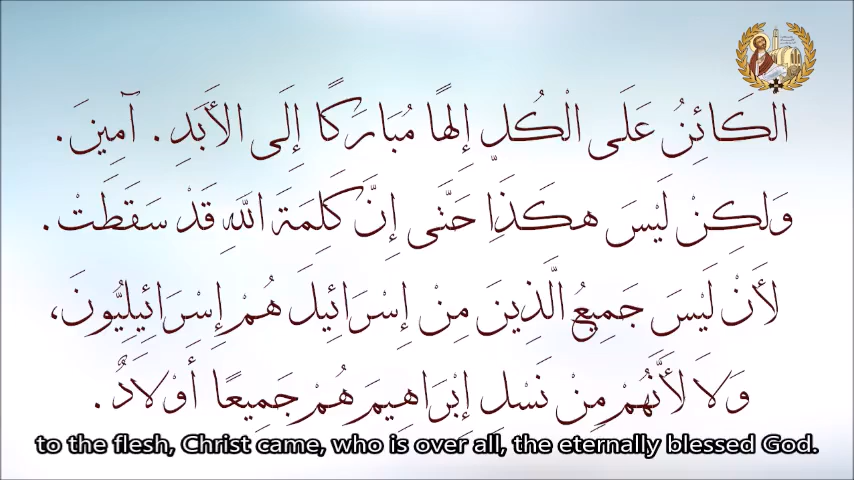 الكَائِنُ عَلَى الْكُلِّ إِلهًا مُبَارَكًا إِلَى الأَبَدِ. آمِينَ.
وَلكِنْ لَيْسَ هكَذَا حَتَّى إِنَّ كَلِمَةَ اللهِ قَدْ سَقَطَتْ.
لأَنْ لَيْسَ جَمِيعُ الَّذِينَ مِنْ إِسْرَائِيلَ هُمْ إِسْرَائِيلِيُّونَ،
وَلاَ لأَنَّهُمْ مِنْ نَسْلِ إِبْرَاهِيمَ هُمْ جَمِيعًا أَوْلاَدٌ.
to the flesh, Christ came, who is over all, the eternally blessed God.